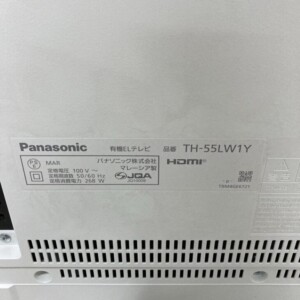 Panasonic 有機ELテレビ 品番 TH-55LW1Y
MAR
定格電圧 100 V～
定格周波数 50/60 Hz
定格消費電力 268 W
パナソニック株式会社
マレーシア製
JQA
HDMI